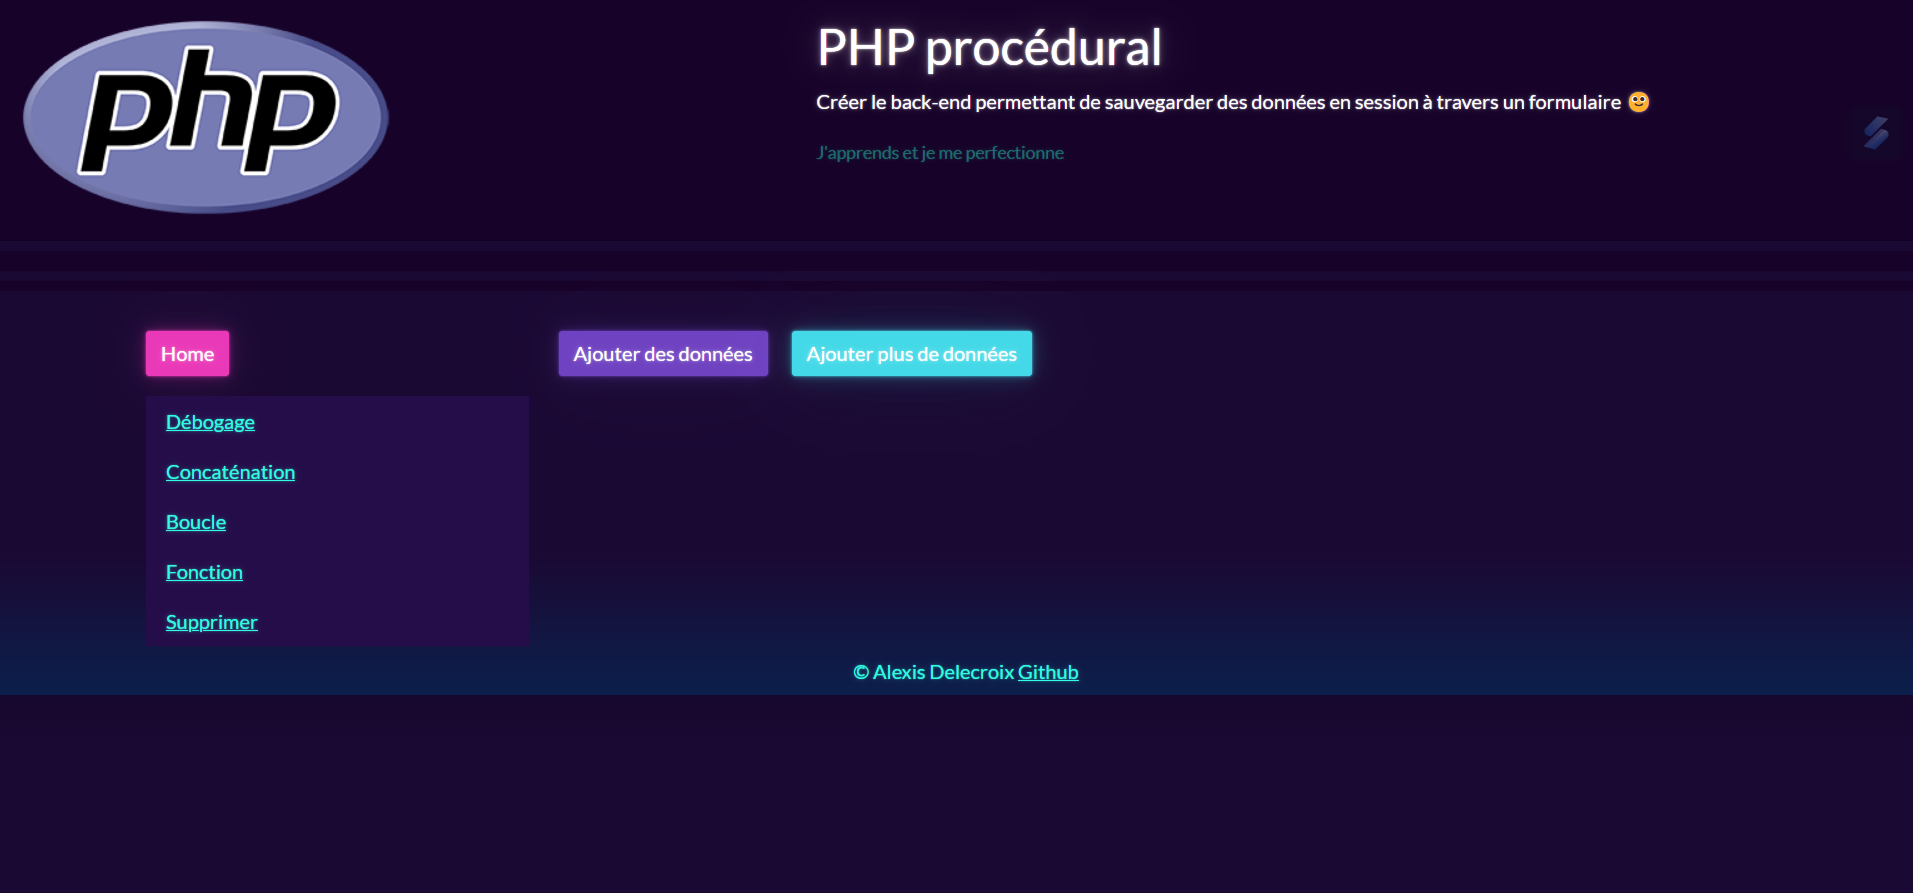 php
PHP procédural
Créer le back-end permettant de sauvegarder des données en session à travers un formulaire 🙂
J'apprends et je me perfectionne
Home
Ajouter des données
Ajouter plus de données
Débogage
Concaténation
Boucle
Fonction
Supprimer
© Alexis Delecroix Github